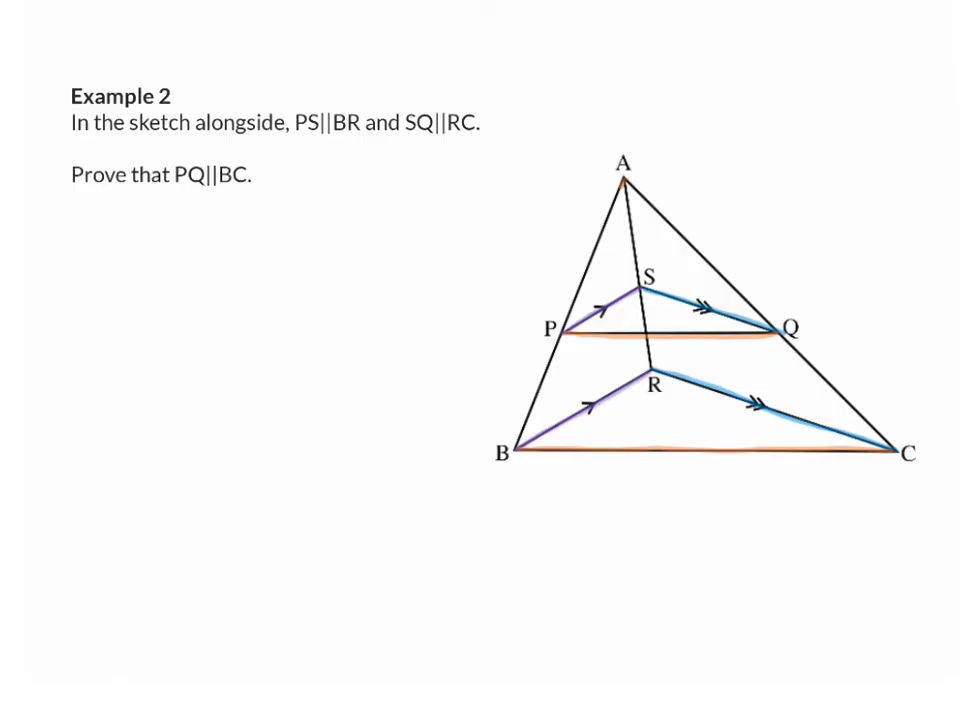 Example 2
In the sketch alongside, PS||BR and SQ||RC.
Prove that PQ||BC.
A
S
P
Q
R
B
C